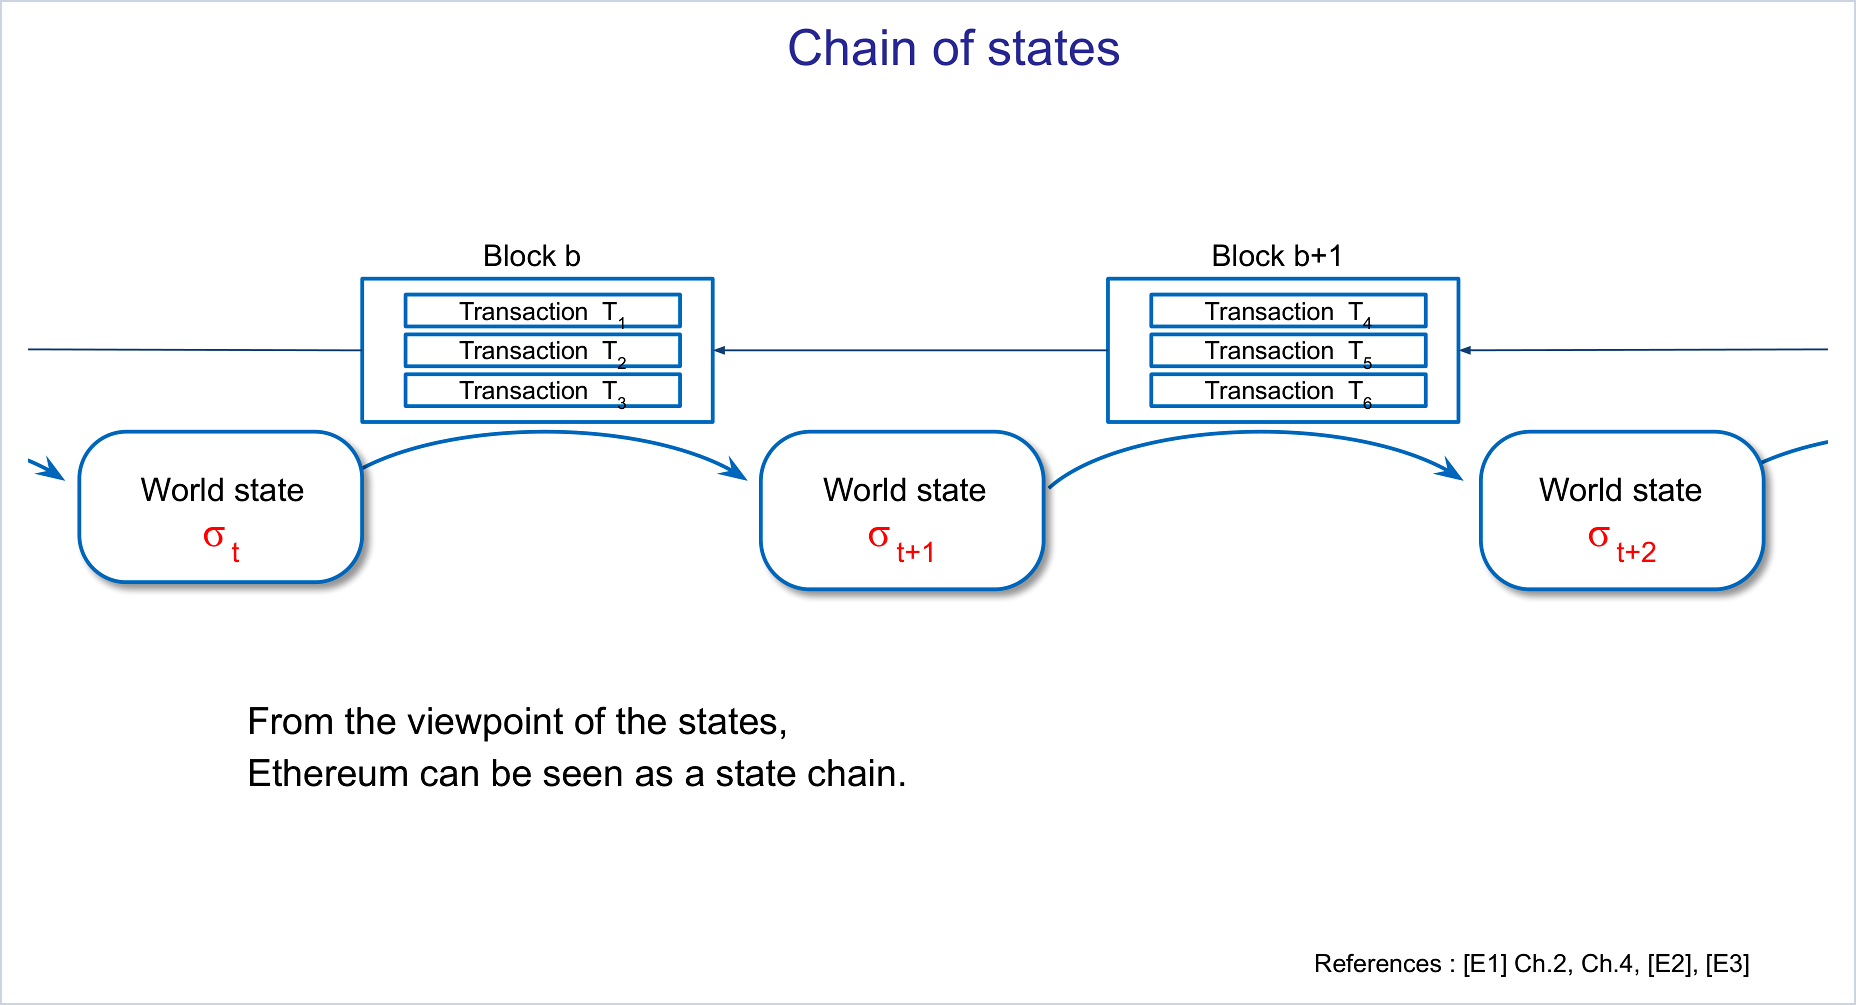 Chain of states
Block b
Transaction T1
Transaction T2
Transaction T3
Block b+1
Transaction T4
Transaction T5
Transaction T6
World state
σ t
World state
σ t+1
World state
σ t+2
From the viewpoint of the states,
Ethereum can be seen as a state chain.
References : [E1] Ch.2, Ch.4, [E2], [E3]